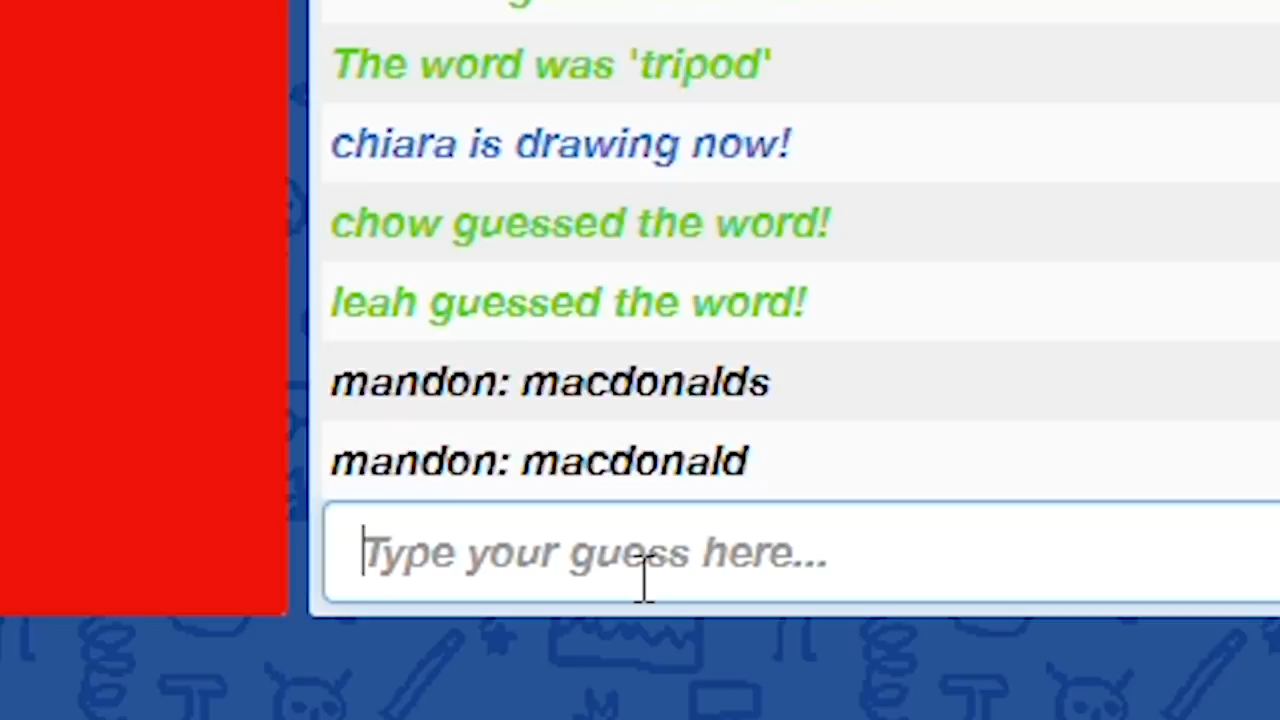 The word was 'tripod'
chiara is drawing now!
chow guessed the word!
leah guessed the word!
mandon: macdonalds
mandon: macdonald
Type your guess here...